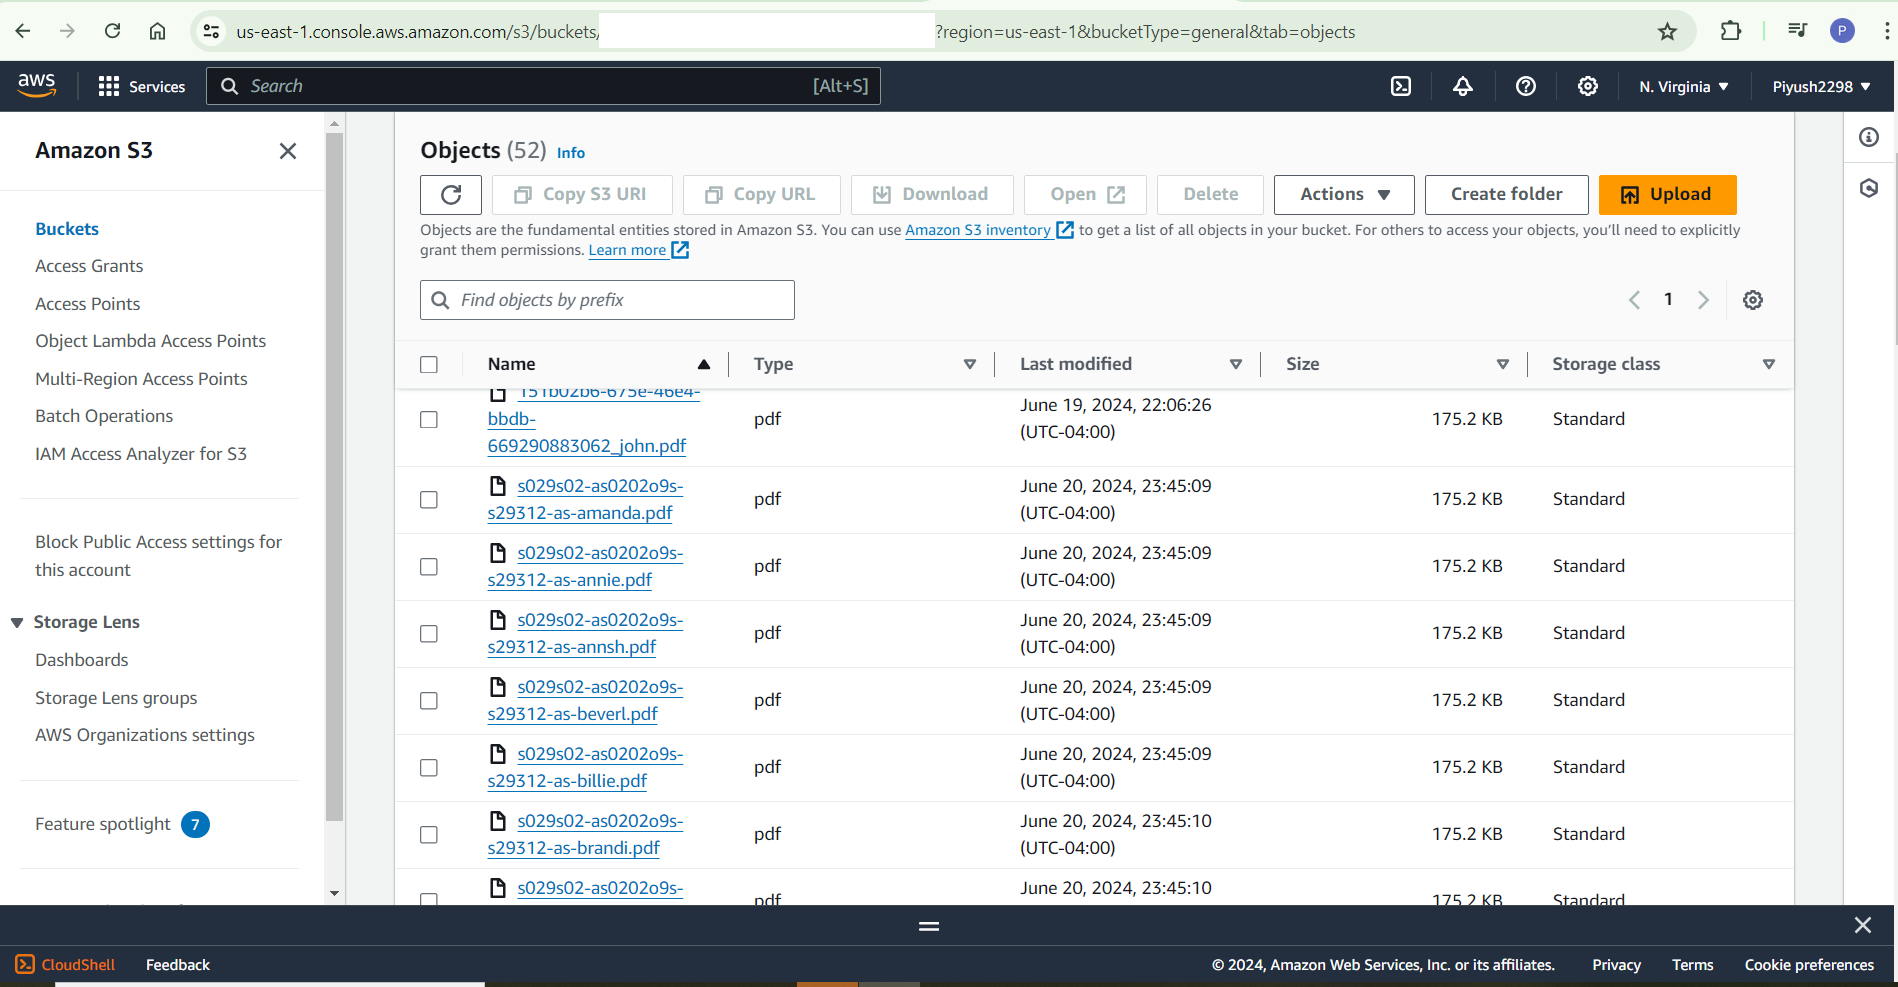 us-east-1.console.aws.amazon.com/s3/buckets/ ?region=us-east-1&bucketType=general&tab=objects
P
aws
Services
Search [Alt+S]
N. Virginia
Piyush2298
Amazon S3
Buckets
Access Grants
Access Points
Object Lambda Access Points
Multi-Region Access Points
Batch Operations
IAM Access Analyzer for S3
Block Public Access settings for
this account
Storage Lens
Dashboards
Storage Lens groups
AWS Organizations settings
Feature spotlight 7
Objects (52) Info
Copy S3 URI Copy URL Download Open Delete Actions Create folder Upload
Objects are the fundamental entities stored in Amazon S3. You can use Amazon S3 inventory to get a list of all objects in your bucket. For others to access your objects, you'll need to explicitly
grant them permissions. Learn more
Find objects by prefix
1
Name Type Last modified Size Storage class
151b02b6-675e-46e4-
bbdb-
669290883062_john.pdf
pdf
June 19, 2024, 22:06:26
(UTC-04:00)
175.2 KB
Standard
s029s02-as0202o9s-
s29312-as-amanda.pdf
pdf
June 20, 2024, 23:45:09
(UTC-04:00)
175.2 KB
Standard
s029s02-as0202o9s-
s29312-as-annie.pdf
pdf
June 20, 2024, 23:45:09
(UTC-04:00)
175.2 KB
Standard
s029s02-as0202o9s-
s29312-as-annsh.pdf
pdf
June 20, 2024, 23:45:09
(UTC-04:00)
175.2 KB
Standard
s029s02-as0202o9s-
s29312-as-beverl.pdf
pdf
June 20, 2024, 23:45:09
(UTC-04:00)
175.2 KB
Standard
s029s02-as0202o9s-
s29312-as-billie.pdf
pdf
June 20, 2024, 23:45:09
(UTC-04:00)
175.2 KB
Standard
s029s02-as0202o9s-
s29312-as-brandi.pdf
pdf
June 20, 2024, 23:45:10
(UTC-04:00)
175.2 KB
Standard
s029s02-as0202o9s-
pdf
June 20, 2024, 23:45:10
175.2 KB
Standard
CloudShell
Feedback
© 2024, Amazon Web Services, Inc. or its affiliates.
Privacy
Terms
Cookie preferences